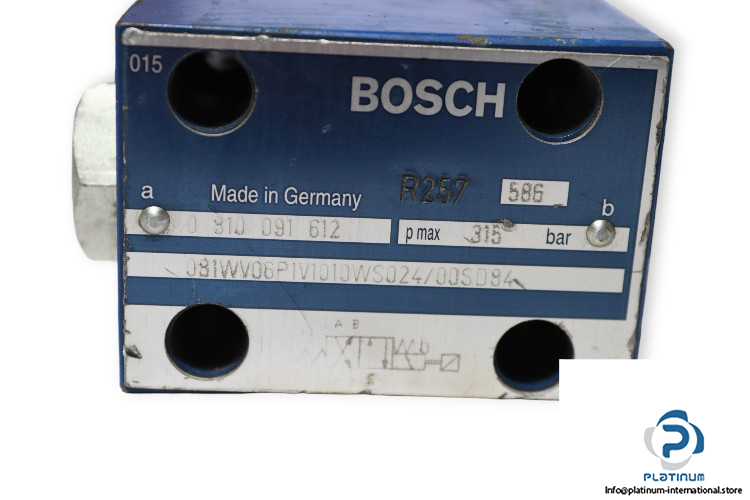 015
BOSCH
a
Made in Germany
R257
586
b
0 810 091 612
p max
315
bar
081WV06P1V1010WS024/00SD84
A B
b
PLATINUM
Info@platinum-international.store